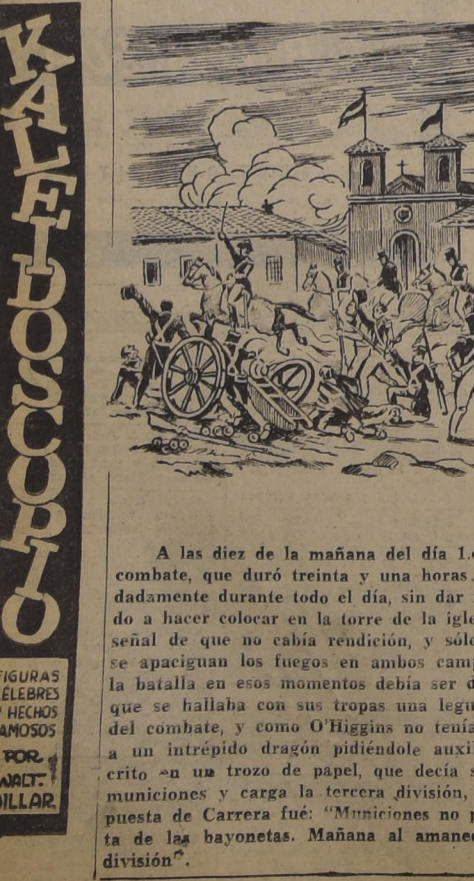 KALEIDOSCOPIO
FIGURAS
ELEBRES
HECHOS
AMOSOS
POR
WALT.
A las diez de la mañana del día 1.
combate, que duró treinta y una horas.
dadamente durante todo el día, sin dar
do a hacer colocar en la torre de la igle
señal de que no cabía rendición, y sólo
se apaciguan los fuegos en ambos cam
la batalla en esos momentos debía ser d
que se hallaba con sus tropas una legu
del combate, y como O'Higgins no tenía
a un intrépido dragón pidiéndole auxi
crito en un trozo de papel, que decía s
municiones y carga la tercera división,
puesta de Carrera fué: "Municiones no p
ta de las bayonetas. Mañana al amanec
división".